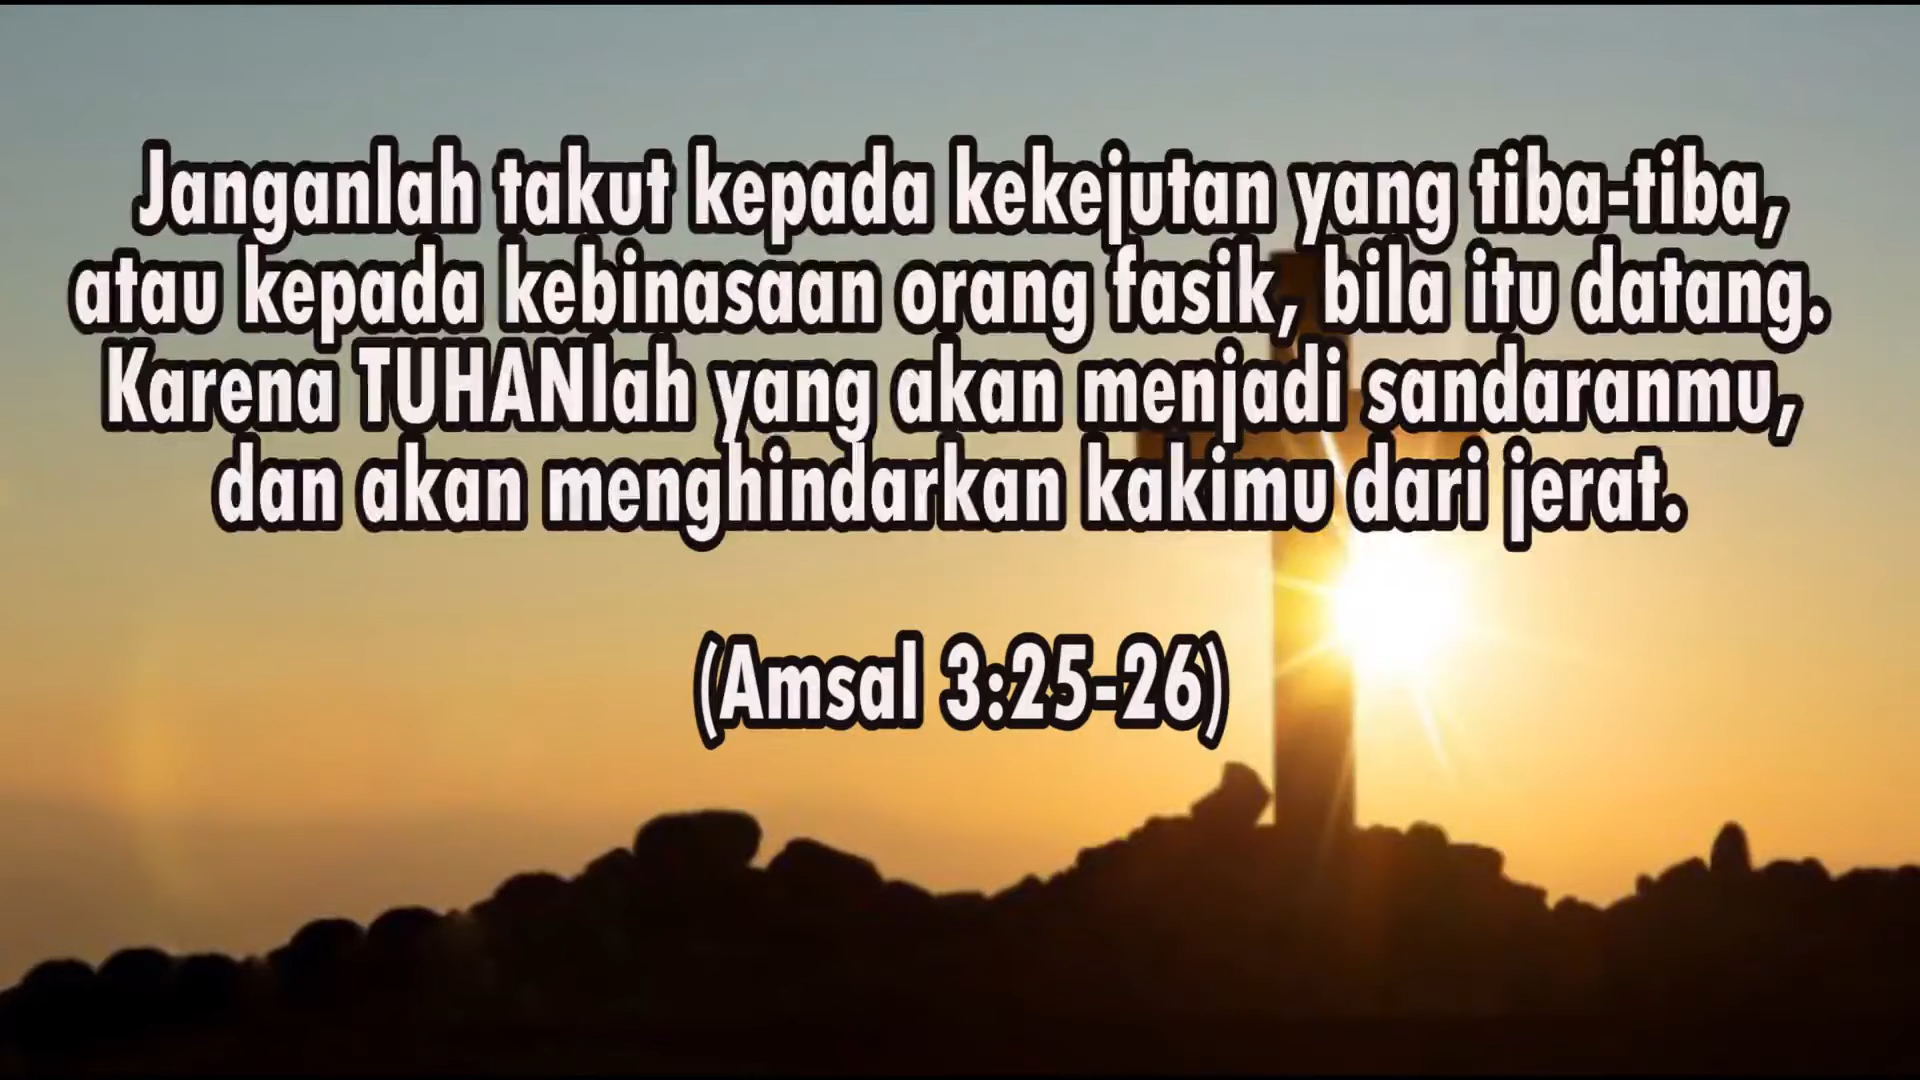 Janganlah takut kepada kekejutan yang tiba-tiba,
atau kepada kebinasaan orang fasik, bila itu datang.
Karena TUHANlah yang akan menjadi sandaranmu,
dan akan menghindarkan kakimu dari jerat.
(Amsal 3:25-26)